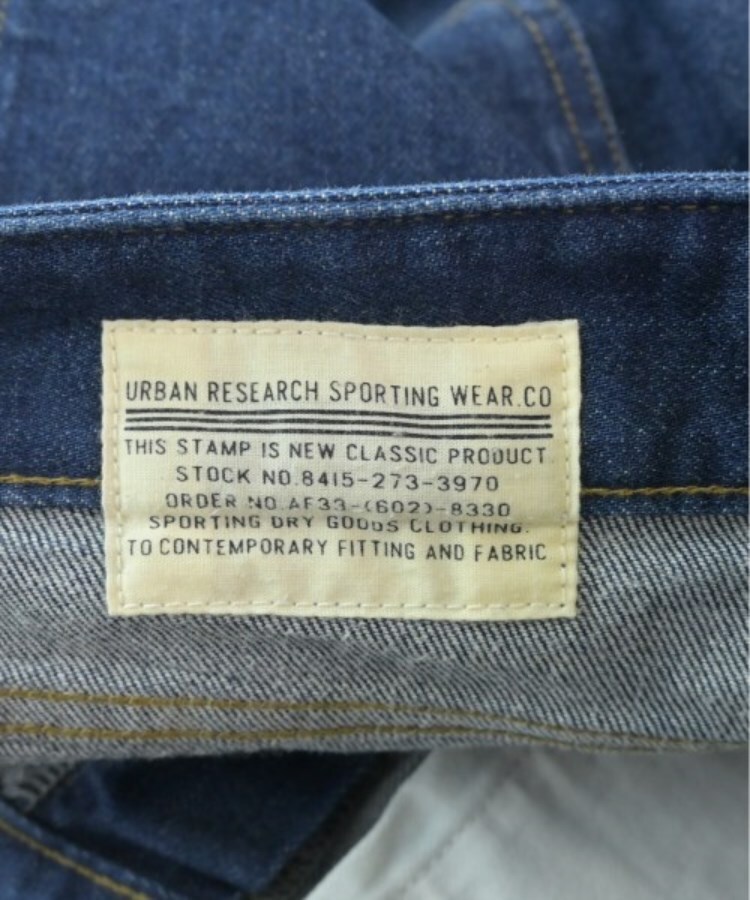 URBAN RESEARCH SPORTING WEAR.CO
THIS STAMP IS NEW CLASSIC PRODUCT.
STOCK NO.8415-273-3970
ORDER NO.AF33-(602)-8330
SPORTING DRY GOODS CLOTHING.
TO CONTEMPORARY FITTING AND FABRIC